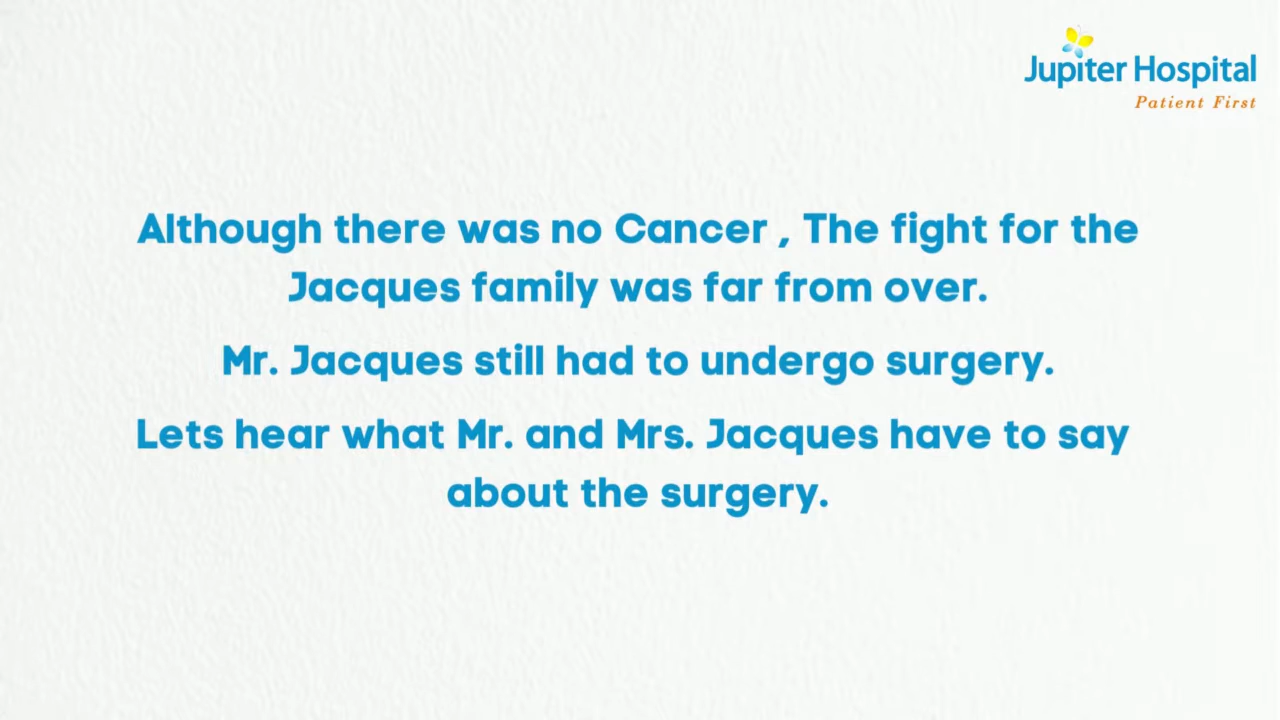 Jupiter Hospital
Patient First
Although there was no Cancer , The fight for the
Jacques family was far from over.
Mr. Jacques still had to undergo surgery.
Lets hear what Mr. and Mrs. Jacques have to say
about the surgery.